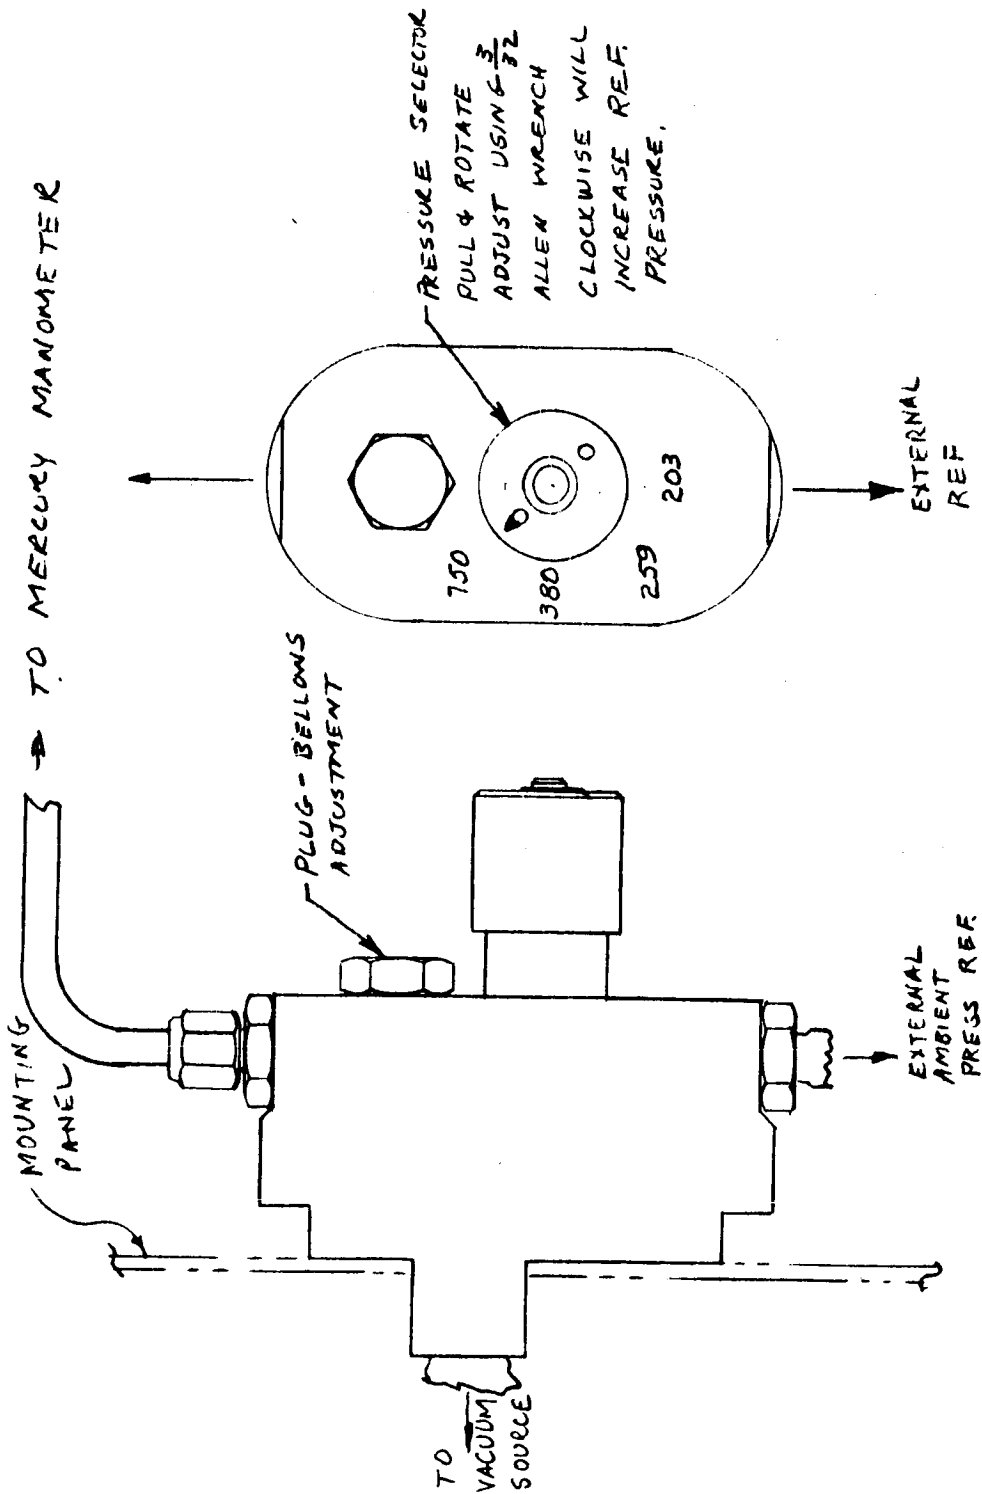 → TO MERCURY MANOMETER
MOUNTING
PANEL
PLUG - BELLOWS
ADJUSTMENT
PRESSURE SELECTOR
PULL & ROTATE
ADJUST USING 3/32
ALLEN WRENCH
CLOCKWISE WILL
INCREASE REF.
PRESSURE.
750
380
259
203
TO
VACUUM
SOURCE
EXTERNAL
AMBIENT
PRESS REF.
EXTERNAL
REF